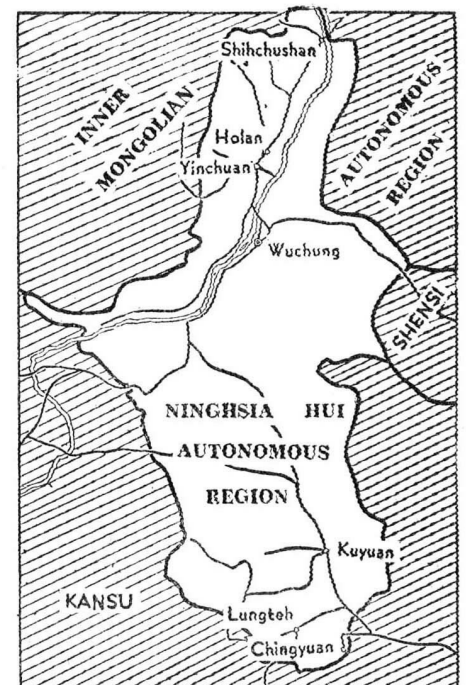 Shihchushan
INNER
MONGOLIAN
AUTONOMOUS
REGION
Holan
Yinchuan
Wuchung
SHENSI
NINGHSIA HUI
AUTONOMOUS
REGION
Kuyuan
KANSU
Lungteh
Chingyuan